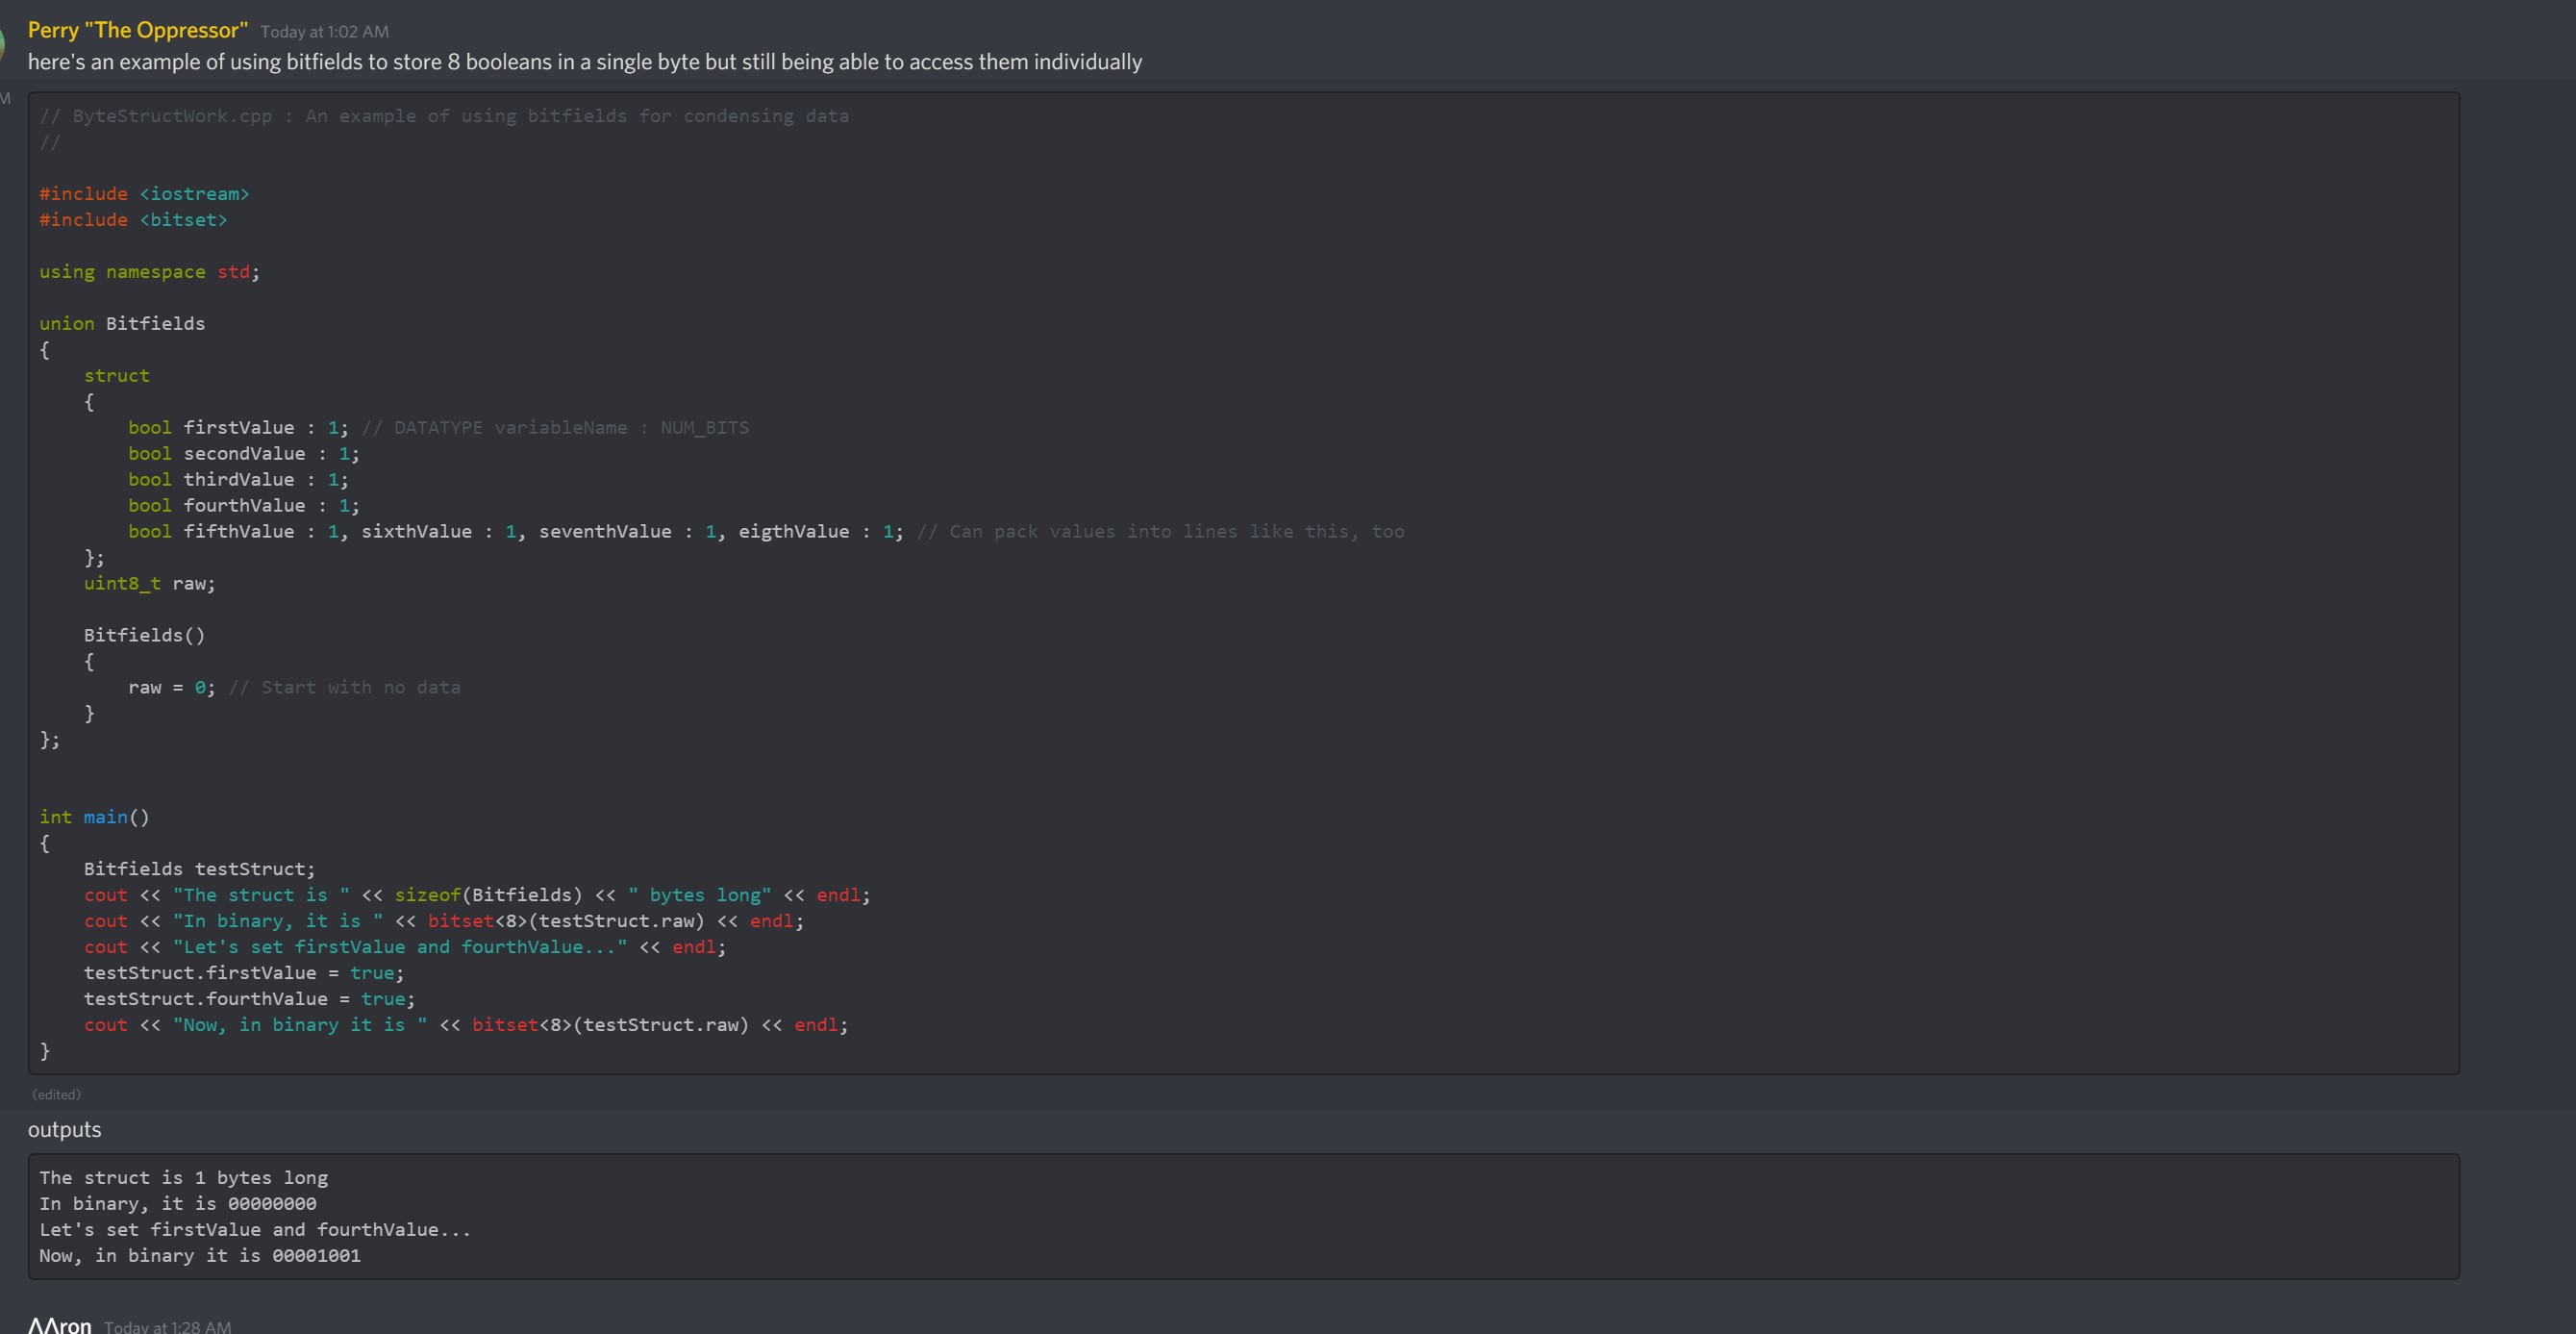 Perry "The Oppressor" Today at 1:02 AM
here's an example of using bitfields to store 8 booleans in a single byte but still being able to access them individually
M
// ByteStructWork.cpp : An example of using bitfields for condensing data
//
#include <iostream>
#include <bitset>
using namespace std;
union Bitfields
{
    struct
    {
        bool firstValue : 1; // DATATYPE variableName : NUM_BITS
        bool secondValue : 1;
        bool thirdValue : 1;
        bool fourthValue : 1;
        bool fifthValue : 1, sixthValue : 1, seventhValue : 1, eigthValue : 1; // Can pack values into lines like this, too
    };
    uint8_t raw;
    Bitfields()
    {
        raw = 0; // Start with no data
    }
};
int main()
{
    Bitfields testStruct;
    cout << "The struct is " << sizeof(Bitfields) << " bytes long" << endl;
    cout << "In binary, it is " << bitset<8>(testStruct.raw) << endl;
    cout << "Let's set firstValue and fourthValue..." << endl;
    testStruct.firstValue = true;
    testStruct.fourthValue = true;
    cout << "Now, in binary it is " << bitset<8>(testStruct.raw) << endl;
}
(edited)
outputs
The struct is 1 bytes long
In binary, it is 00000000
Let's set firstValue and fourthValue...
Now, in binary it is 00001001
ΛΛron Today at 1:28 AM